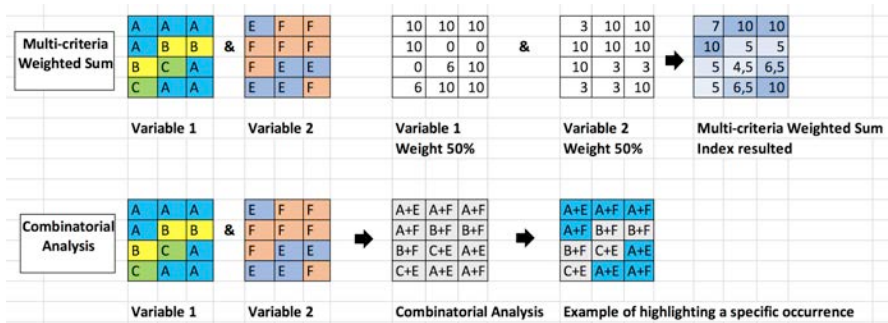 Multi-criteria
Weighted Sum
A A A
A B B
B C A
C A A
&
E F F
F F F
F E E
E E F
10 10 10
10 0 0
0 6 10
6 10 10
&
3 10 10
10 10 10
10 3 3
3 3 10
7 10 10
10 5 5
5 4,5 6,5
5 6,5 10
Variable 1
Variable 2
Variable 1
Weight 50%
Variable 2
Weight 50%
Multi-criteria Weighted Sum
Index resulted
Combinatorial
Analysis
A A A
A B B
B C A
C A A
&
E F F
F F F
F E E
E E F
A+E A+F A+F
A+F B+F B+F
B+F C+E A+E
C+E A+E A+F
A+E A+F A+F
A+F B+F B+F
B+F C+E A+E
C+E A+E A+F
Variable 1
Variable 2
Combinatorial Analysis
Example of highlighting a specific occurrence